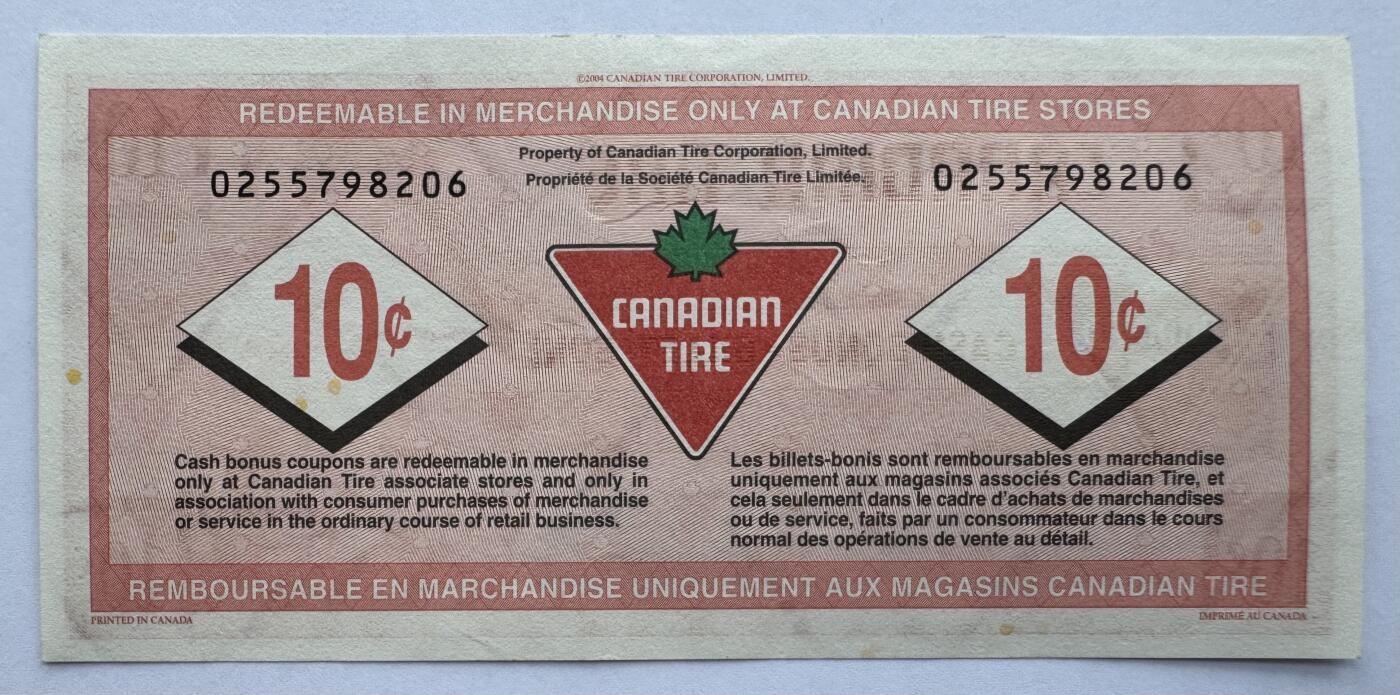 ©2004 CANADIAN TIRE CORPORATION, LIMITED.
REDEEMABLE IN MERCHANDISE ONLY AT CANADIAN TIRE STORES
Property of Canadian Tire Corporation, Limited.
Propriété de la Société Canadian Tire Limitée.
0255798206
0255798206
10¢
CANADIAN
TIRE
10¢
Cash bonus coupons are redeemable in merchandise
only at Canadian Tire associate stores and only in
association with consumer purchases of merchandise
or service in the ordinary course of retail business.
Les billets-bonis sont remboursables en marchandise
uniquement aux magasins associés Canadian Tire, et
cela seulement dans le cadre d'achats de marchandises
ou de service, faits par un consommateur dans le cours
normal des opérations de vente au détail.
REMBOURSABLE EN MARCHANDISE UNIQUEMENT AUX MAGASINS CANADIAN TIRE
PRINTED IN CANADA
IMPRIMÉ AU CANADA